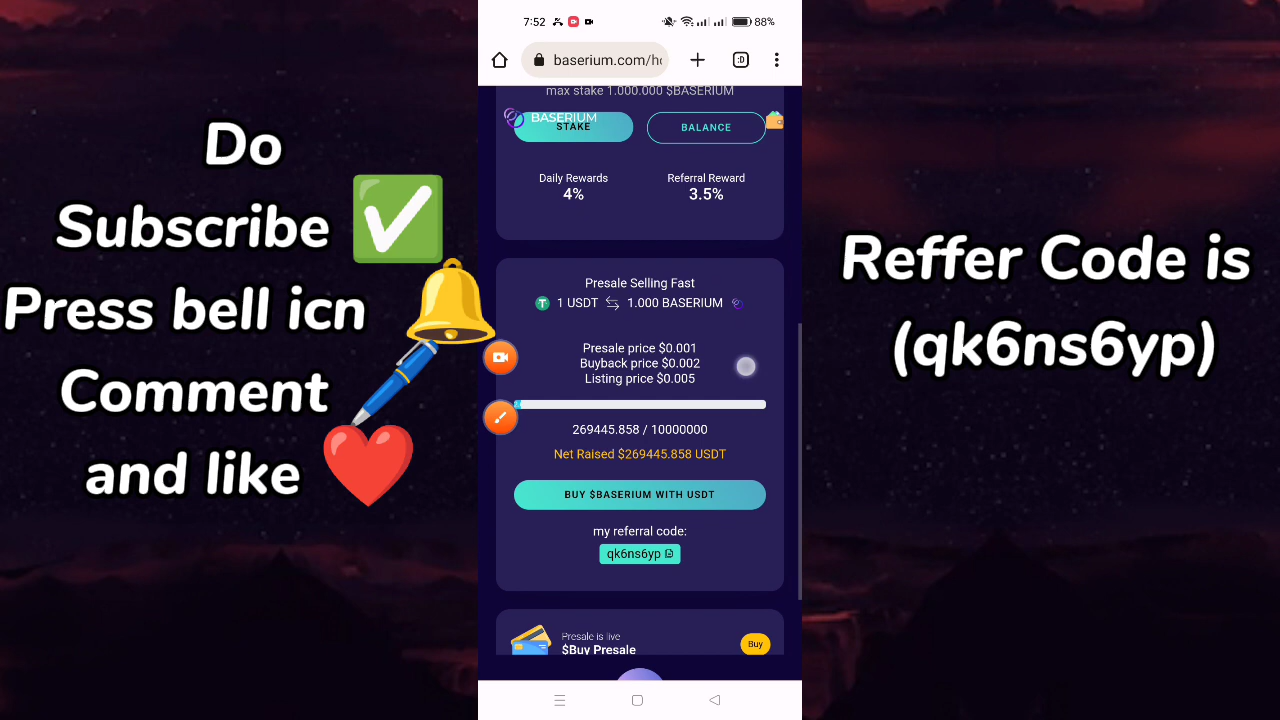 Do
Subscribe
Press bell icn
Comment
and like
7:52
88%
baserium.com/h
:D
max stake 1.000.000 $BASERIUM
BASERIUM
STAKE
BALANCE
Daily Rewards
4%
Referral Reward
3.5%
Presale Selling Fast
1 USDT
1.000 BASERIUM
Presale price $0.001
Buyback price $0.002
Listing price $0.005
269445.858 / 10000000
Net Raised $269445.858 USDT
BUY $BASERIUM WITH USDT
my referral code:
qk6ns6yp
Presale is live
$Buy Presale
Buy
Reffer Code is
(qk6ns6yp)